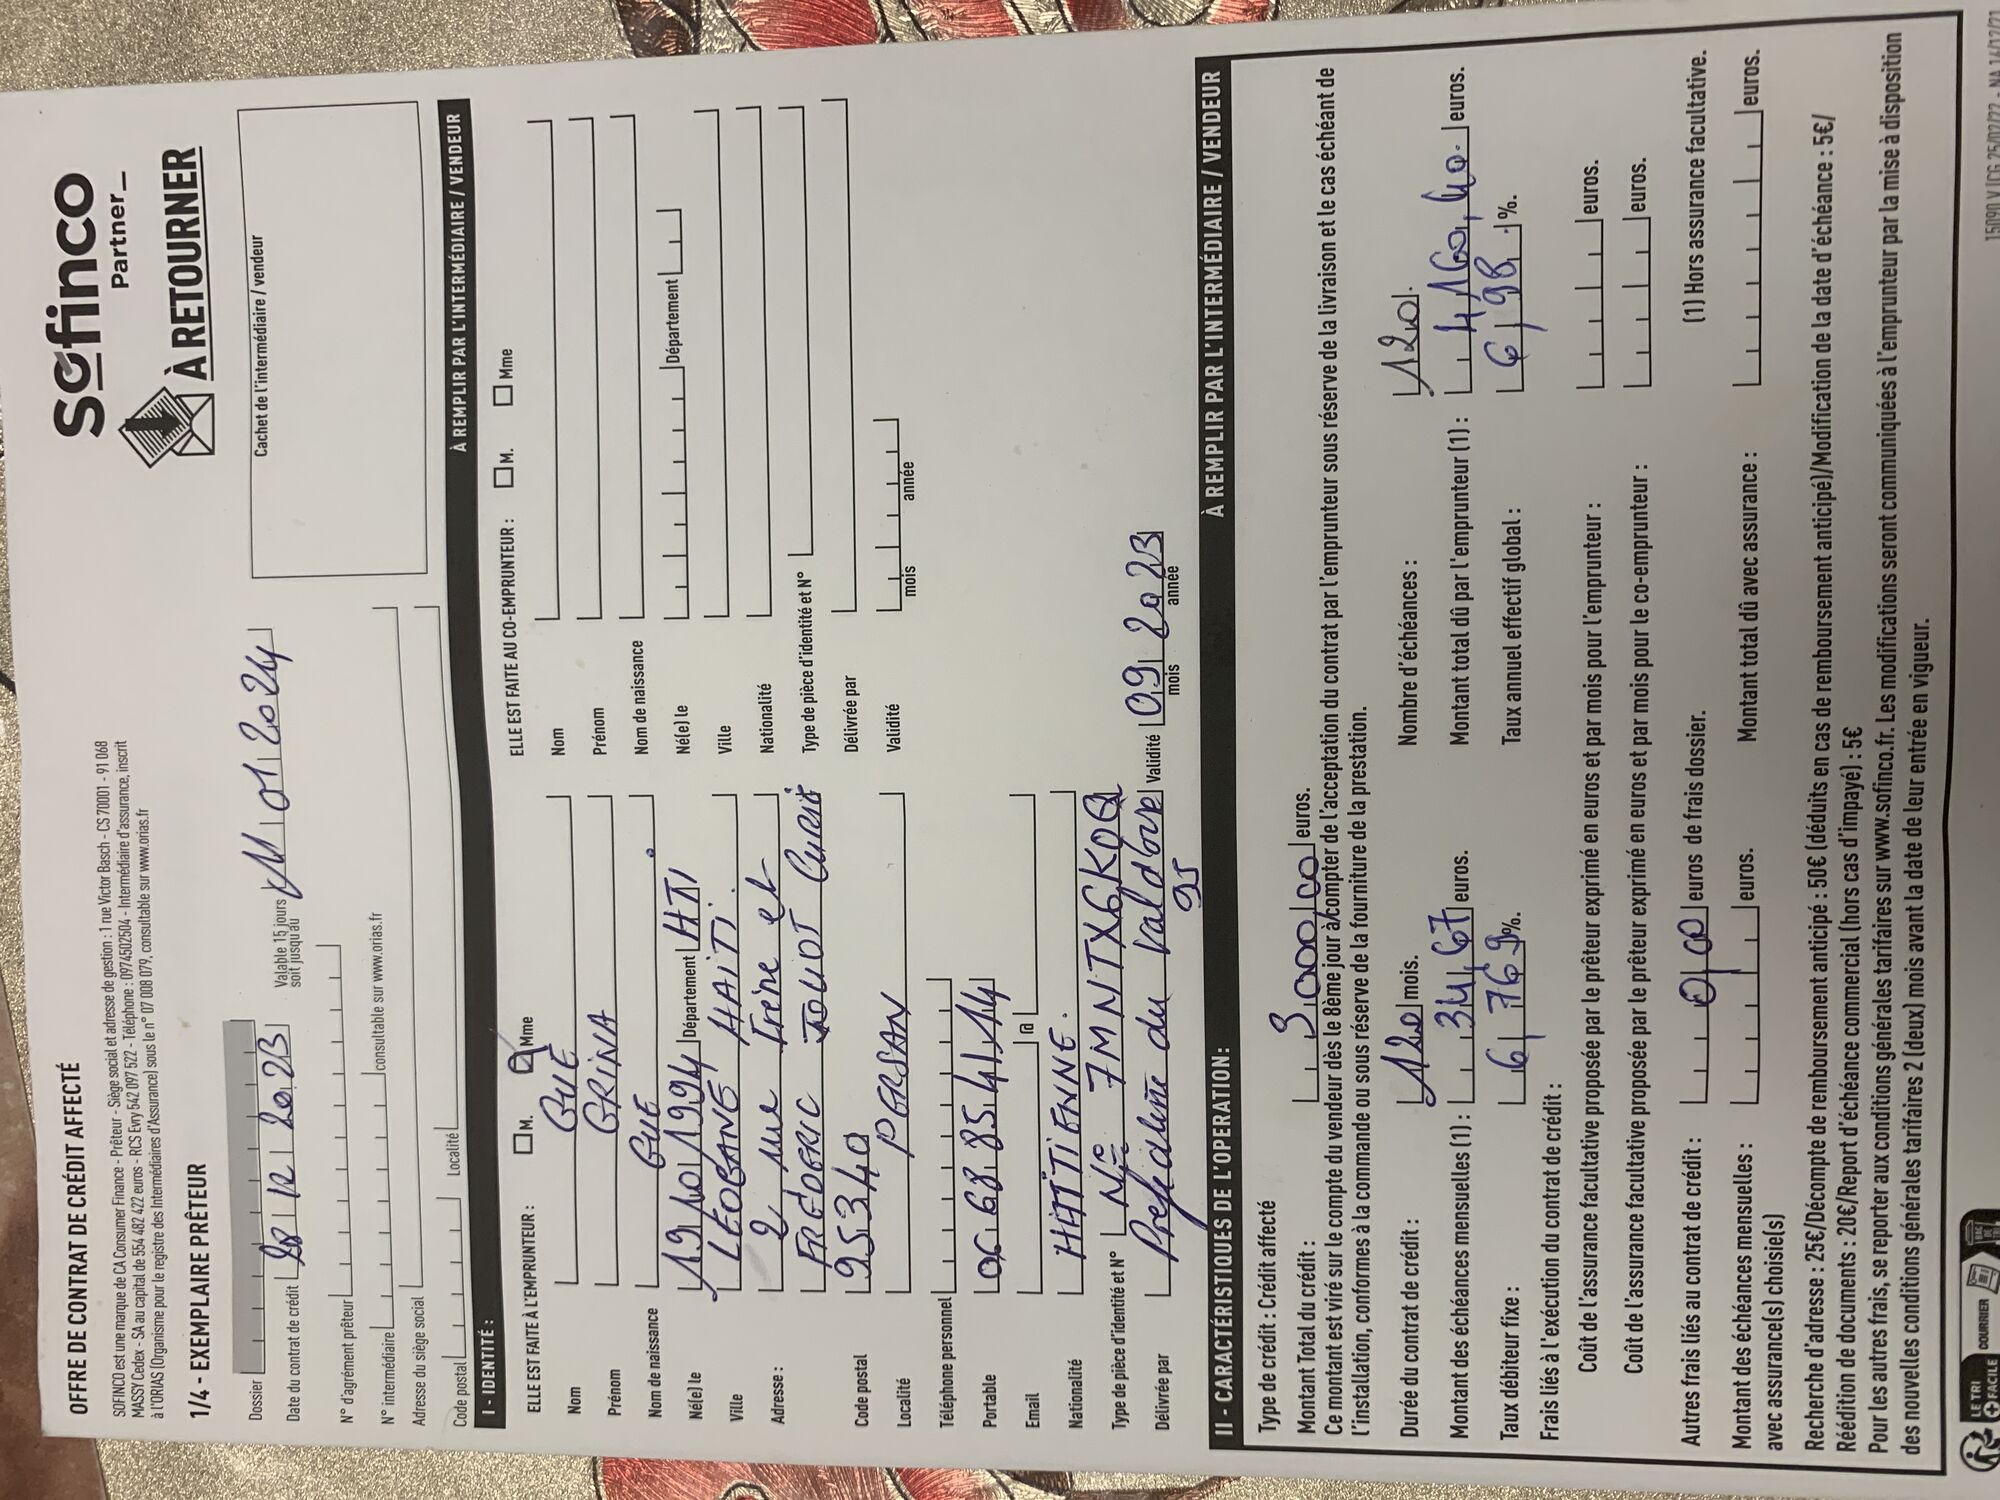 OFFRE DE CONTRAT DE CRÉDIT AFFECTÉ
Sofinco
Partner_
À RETOURNER
SOFINCO est une marque de CA Consumer Finance - Prêteur - Siège social et adresse de gestion : 1 rue Victor Basch - CS 70001 - 91 068
MASSY Cedex - SA au capital de 554 482 422 euros - RCS Evry 542 097 522 - Téléphone : 0974502504 - Intermédiaire d'assurance, inscrit
à l'ORIAS (Organisme pour le registre des Intermédiaires d'Assurance) sous le n° 07 008 079, consultable sur www.orias.fr
1/4 - EXEMPLAIRE PRÊTEUR
Cachet de l'intermédiaire / vendeur
Dossier
Date du contrat de crédit 28 12 2023 Valable 15 jours soit jusqu'au 11 01 2024
N° d'agrément prêteur
N° intermédiaire consultable sur www.orias.fr
Adresse du siège social
Code postal Localité
I - IDENTITÉ : À REMPLIR PAR L'INTERMÉDIAIRE / VENDEUR
ELLE EST FAITE À L'EMPRUNTEUR : M. Mme
Nom GUE
Prénom GRINA
Nom de naissance GUE
Né(e) le 19 10 1994 Département HTI
Ville LEOGANE HAITI
Adresse : 2 rue Irène et
FREDERIC JOLIOT Curie
Code postal 95340
Localité PERSAN
Téléphone personnel
Portable 06 68 85 41 14
Email @
Nationalité HAÏTIENNE.
Type de pièce d'identité et N° N° 7MNTX6K0Q
Délivrée par Prefecture du Val d'oise Validité 09 2023
95 mois année
ELLE EST FAITE AU CO-EMPRUNTEUR : M. Mme
Nom
Prénom
Nom de naissance
Né(e) le Département
Ville
Nationalité
Type de pièce d'identité et N°
Délivrée par
Validité
mois année
II - CARACTÉRISTIQUES DE L'OPERATION : À REMPLIR PAR L'INTERMÉDIAIRE / VENDEUR
Type de crédit : Crédit affecté
Montant Total du crédit : 3000,00 euros.
Ce montant est viré sur le compte du vendeur dès le 8ème jour à compter de l'acceptation du contrat par l'emprunteur sous réserve de la livraison et le cas échéant de
l'installation, conformes à la commande ou sous réserve de la fourniture de la prestation.
Durée du contrat de crédit : 120 mois. Nombre d'échéances : 120.
Montant des échéances mensuelles (1) : 34,67 euros. Montant total dû par l'emprunteur (1) : 4160,40. euros.
Taux débiteur fixe : 6,769 %. Taux annuel effectif global : 6,98 %.
Frais liés à l'exécution du contrat de crédit :
Coût de l'assurance facultative proposée par le prêteur exprimé en euros et par mois pour l'emprunteur : euros.
Coût de l'assurance facultative proposée par le prêteur exprimé en euros et par mois pour le co-emprunteur : euros.
Autres frais liés au contrat de crédit : 0,00 euros de frais dossier. (1) Hors assurance facultative.
Montant des échéances mensuelles : euros. Montant total dû avec assurance : euros.
avec assurance(s) choisie(s)
Recherche d'adresse : 25€/Décompte de remboursement anticipé : 50€ (déduits en cas de remboursement anticipé)/Modification de la date d'échéance : 5€/
Réédition de documents : 20€/Report d'échéance commercial (hors cas d'impayé) : 5€
Pour les autres frais, se reporter aux conditions générales tarifaires sur www.sofinco.fr. Les modifications seront communiquées à l'emprunteur par la mise à disposition
des nouvelles conditions générales tarifaires 2 (deux) mois avant la date de leur entrée en vigueur.
LE TRI + FACILE
COURRIER